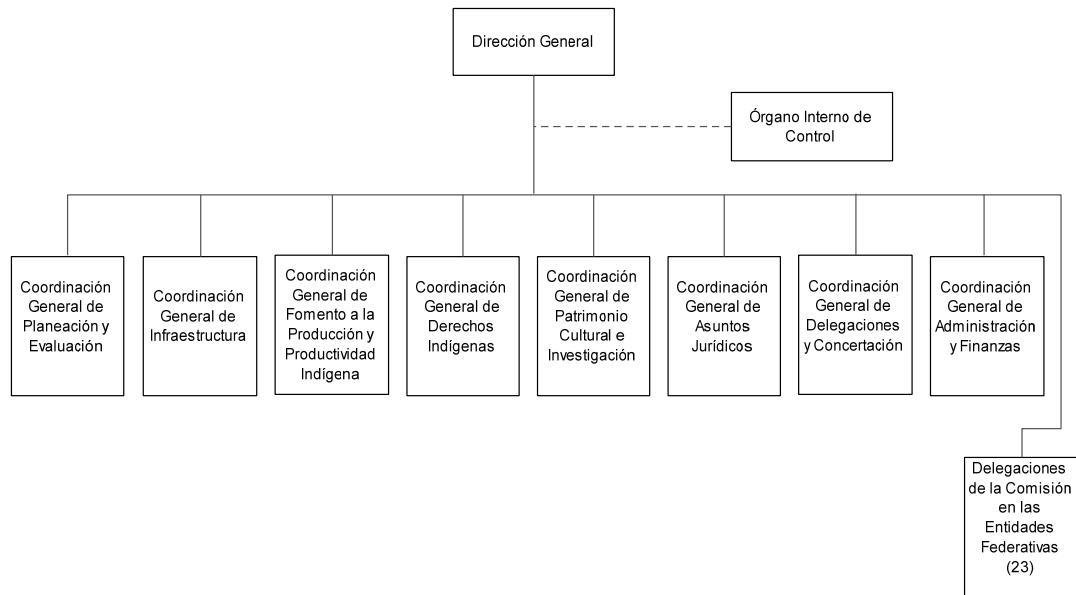 Dirección General
Órgano Interno de
Control
Coordinación
General de
Planeación y
Evaluación
Coordinación
General de
Infraestructura
Coordinación
General de
Fomento a la
Producción y
Productividad
Indígena
Coordinación
General de
Derechos
Indígenas
Coordinación
General de
Patrimonio
Cultural e
Investigación
Coordinación
General de
Asuntos
Jurídicos
Coordinación
General de
Delegaciones
y Concertación
Coordinación
General de
Administración
y Finanzas
Delegaciones
de la Comisión
en las
Entidades
Federativas
(23)